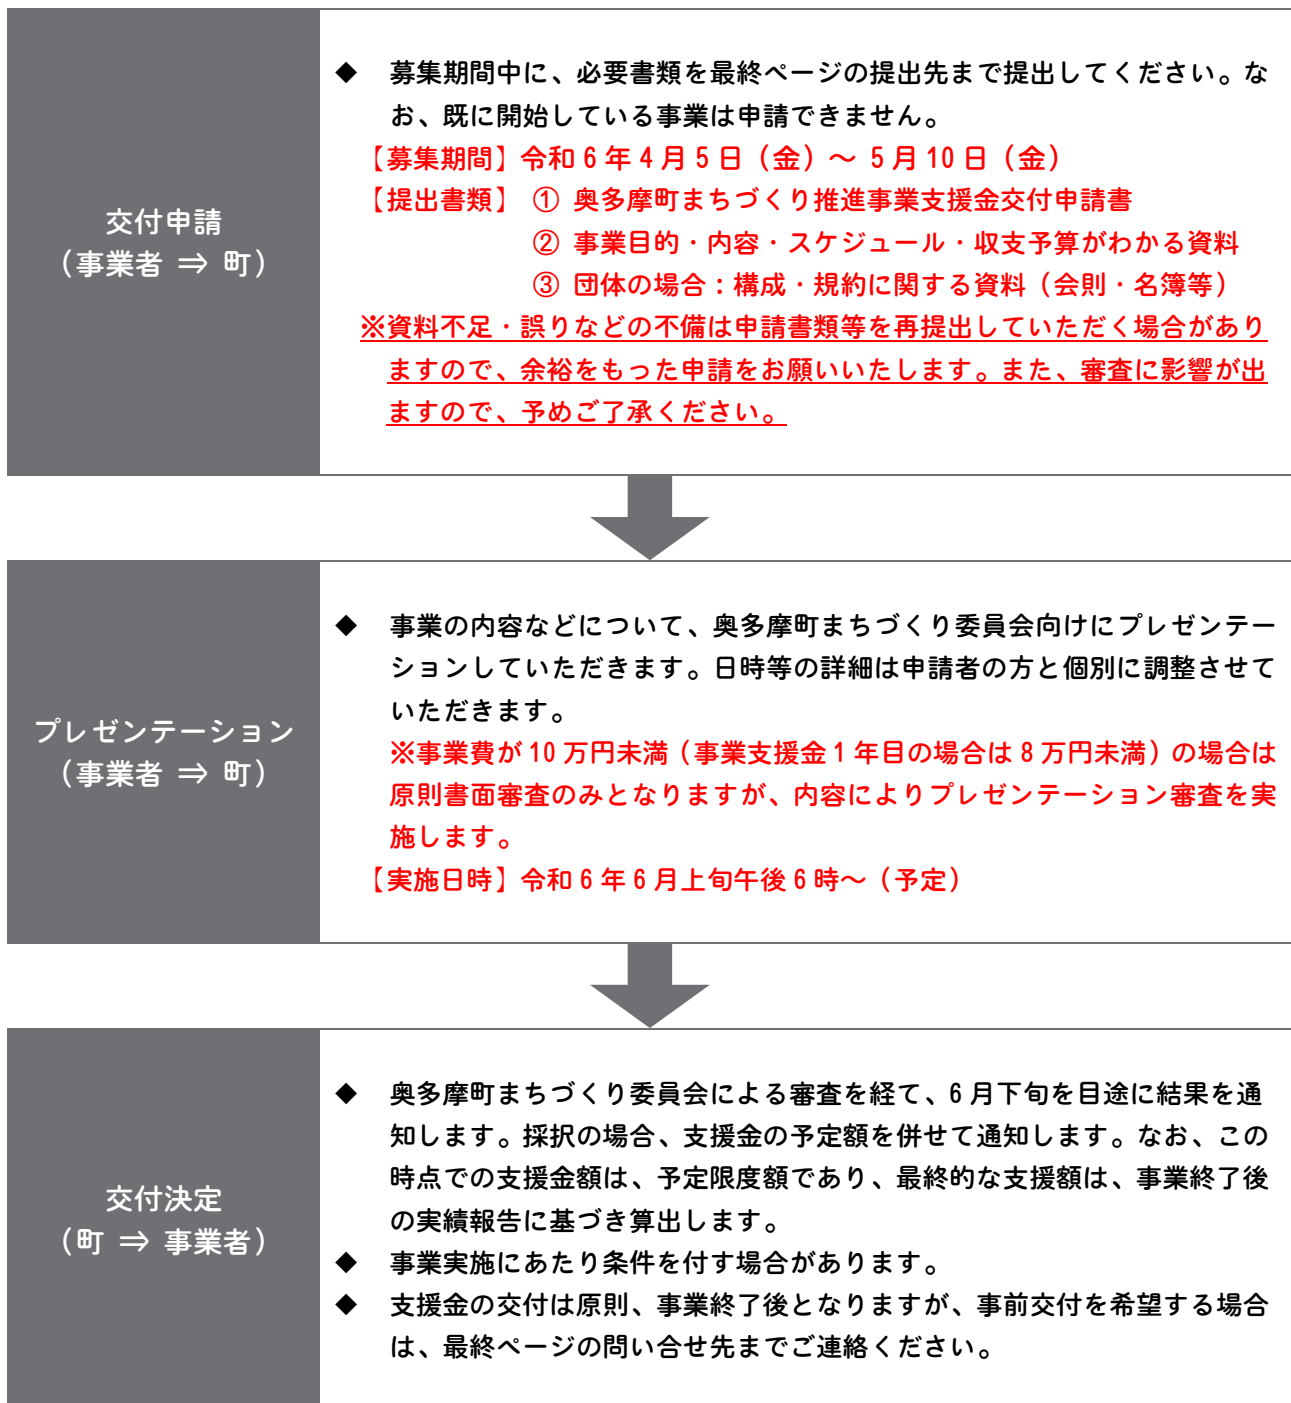 交付申請
（事業者 ⇒ 町）
◆ 募集期間中に、必要書類を最終ページの提出先まで提出してください。な
お、既に開始している事業は申請できません。
【募集期間】令和６年４月５日（金）～ ５月10日（金）
【提出書類】 ① 奥多摩町まちづくり推進事業支援金交付申請書
② 事業目的・内容・スケジュール・収支予算がわかる資料
③ 団体の場合：構成・規約に関する資料（会則・名簿等）
※資料不足・誤りなどの不備は申請書類等を再提出していただく場合があり
ますので、余裕をもった申請をお願いいたします。また、審査に影響が出
ますので、予めご了承ください。
プレゼンテーション
（事業者 ⇒ 町）
◆ 事業の内容などについて、奥多摩町まちづくり委員会向けにプレゼンテー
ションしていただきます。日時等の詳細は申請者の方と個別に調整させて
いただきます。
※事業費が10万円未満（事業支援金１年目の場合は８万円未満）の場合は
原則書面審査のみとなりますが、内容によりプレゼンテーション審査を実
施します。
【実施日時】令和６年６月上旬午後６時～（予定）
交付決定
（町 ⇒ 事業者）
◆ 奥多摩町まちづくり委員会による審査を経て、６月下旬を目途に結果を通
知します。採択の場合、支援金の予定額を併せて通知します。なお、この
時点での支援金額は、予定限度額であり、最終的な支援額は、事業終了後
の実績報告に基づき算出します。
◆ 事業実施にあたり条件を付す場合があります。
◆ 支援金の交付は原則、事業終了後となりますが、事前交付を希望する場合
は、最終ページの問い合せ先までご連絡ください。